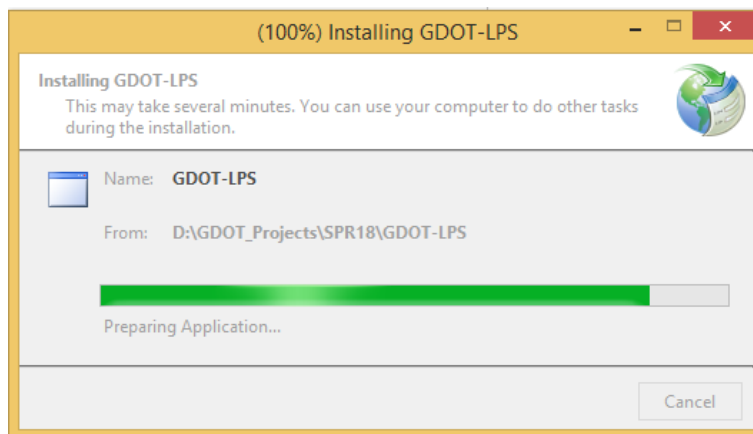 (100%) Installing GDOT-LPS
Installing GDOT-LPS
This may take several minutes. You can use your computer to do other tasks
during the installation.
Name: GDOT-LPS
From: D:\GDOT_Projects\SPR18\GDOT-LPS
Preparing Application...
Cancel